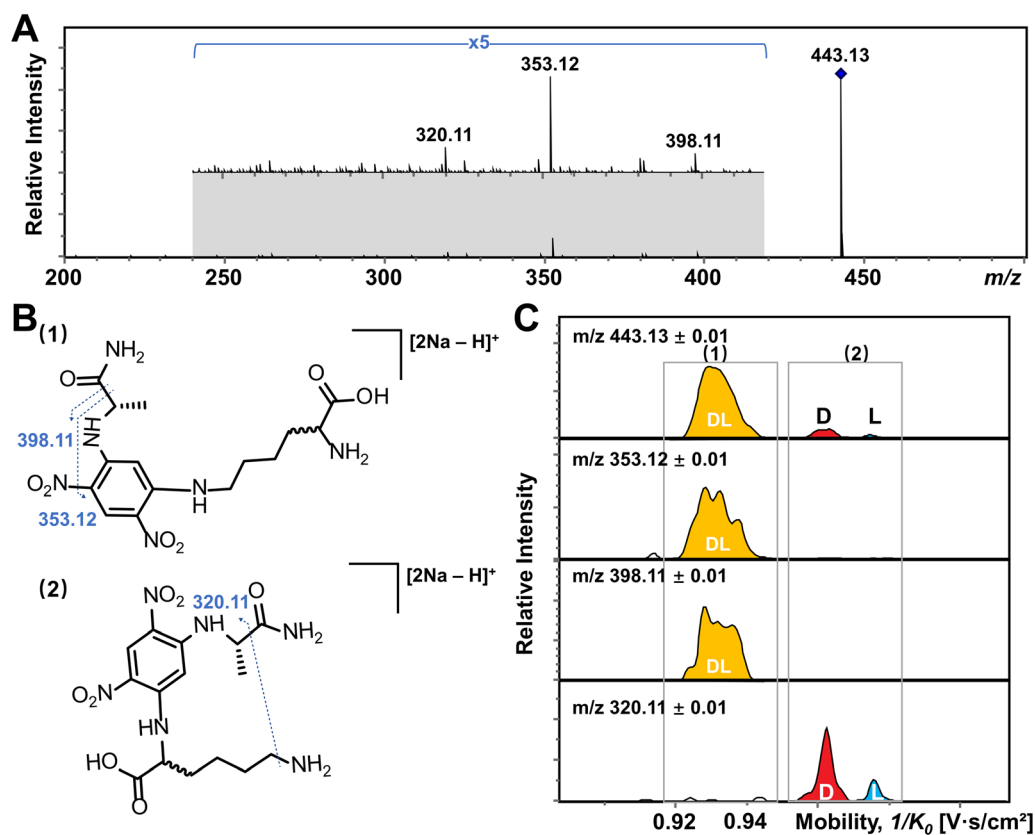 A
Relative Intensity
x5
443.13
353.12
320.11
398.11
200
250
300
350
400
450
m/z
B
(1)
NH₂
O
[2Na – H]⁺
O
OH
NH
398.11
NH₂
O₂N
N
H
353.12
NO₂
(2)
[2Na – H]⁺
NO₂
320.11
O
NH
NH₂
NO₂
HN
HO
O
NH₂
C
Relative Intensity
m/z 443.13 ± 0.01
(1)
(2)
DL
D
L
m/z 353.12 ± 0.01
DL
m/z 398.11 ± 0.01
DL
m/z 320.11 ± 0.01
D
L
0.92
0.94
Mobility, 1/K₀ [V·s/cm²]